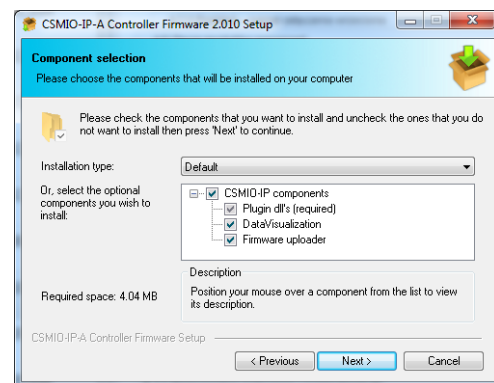 CSMIO-IP-A Controller Firmware 2.010 Setup
Component selection
Please choose the components that will be installed on your computer
Please check the components that you want to install and uncheck the ones that you do
not want to install then press 'Next' to continue.
Installation type:
Default
Or, select the optional
components you wish to
install:
CSMIO-IP components
Plugin dll's (required)
DataVisualization
Firmware uploader
Description
Position your mouse over a component from the list to view
its description.
Required space: 4.04 MB
CSMIO-IP-A Controller Firmware Setup
< Previous
Next >
Cancel